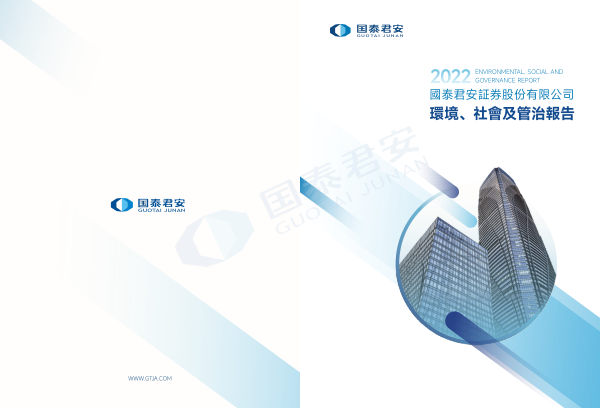 国泰君安
GUOTAI JUNAN
WWW.GTJA.COM
国泰君安
GUOTAI JUNAN
2022 ENVIRONMENTAL, SOCIAL AND
GOVERNANCE REPORT
國泰君安証券股份有限公司
環境、社會及管治報告
国泰君安
GUOTAI JUNAN